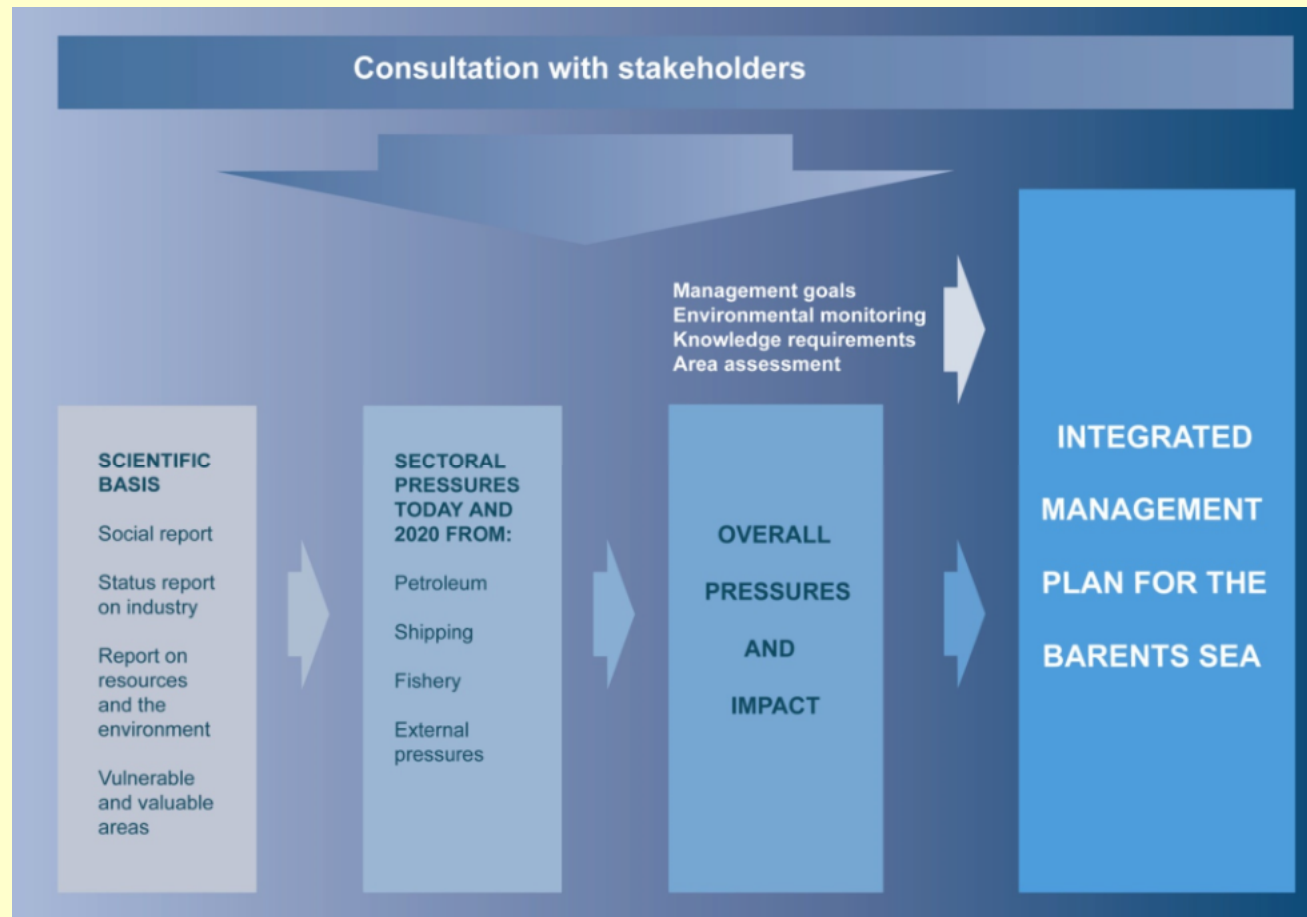 Consultation with stakeholders
Management goals
Environmental monitoring
Knowledge requirements
Area assessment
SCIENTIFIC
BASIS
Social report
Status report
on industry
Report on
resources
and the
environment
Vulnerable
and valuable
areas
SECTORAL
PRESSURES
TODAY AND
2020 FROM:
Petroleum
Shipping
Fishery
External
pressures
OVERALL
PRESSURES
AND
IMPACT
INTEGRATED
MANAGEMENT
PLAN FOR THE
BARENTS SEA